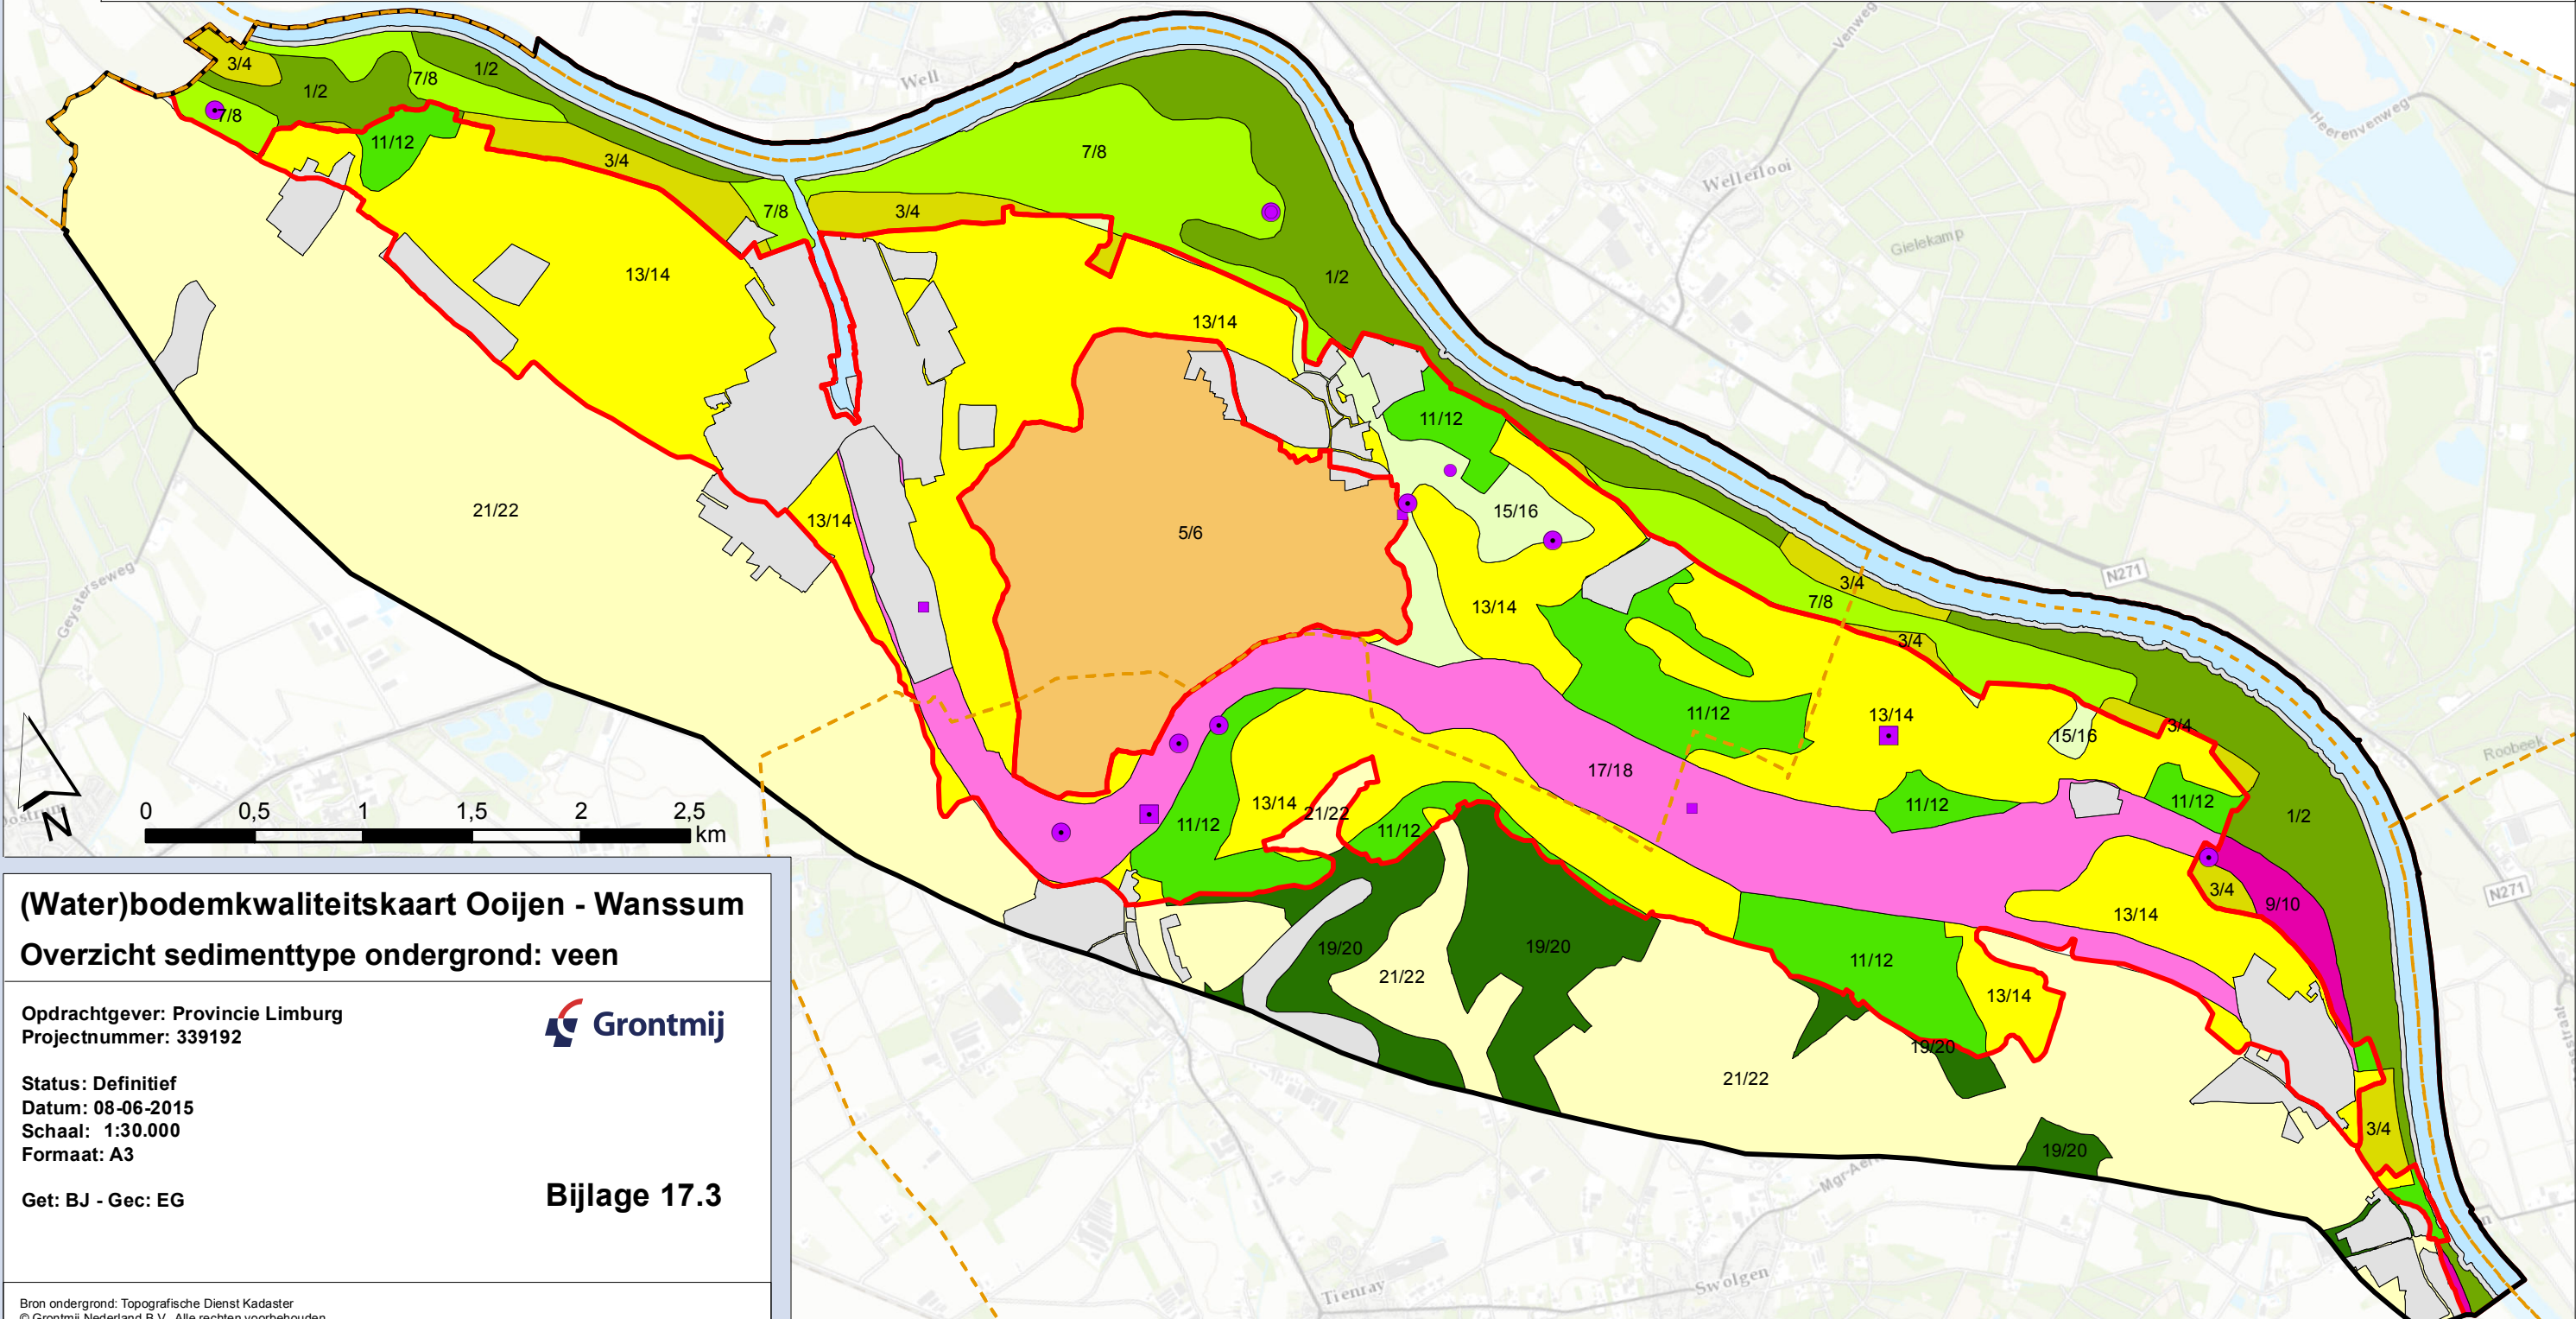 3/4
1/2
7/8
1/2
7/8
11/12
3/4
Well
Venweg
Heerenvenweg
7/8
Wellerlooi
Gielekamp
7/8
3/4
13/14
1/2
13/14
11/12
21/22
13/14
5/6
15/16
N271
Geysterseweg
3/4
7/8
13/14
3/4
11/12
13/14
15/16
3/4
Roobeek
17/18
13/14
21/22
11/12
11/12
11/12
11/12
1/2
N271
3/4
9/10
13/14
19/20
19/20
21/22
11/12
13/14
19/20
21/22
3/4
19/20
Tienray
Swolgen
N
0 0,5 1 1,5 2 2,5
km
(Water)bodemkwaliteitskaart Ooijen - Wanssum
Overzicht sedimenttype ondergrond: veen
Opdrachtgever: Provincie Limburg
Projectnummer: 339192
Grontmij
Status: Definitief
Datum: 08-06-2015
Schaal: 1:30.000
Formaat: A3
Get: BJ - Gec: EG
Bijlage 17.3
Bron ondergrond: Topografische Dienst Kadaster
© Grontmij Nederland B.V. Alle rechten voorbehouden